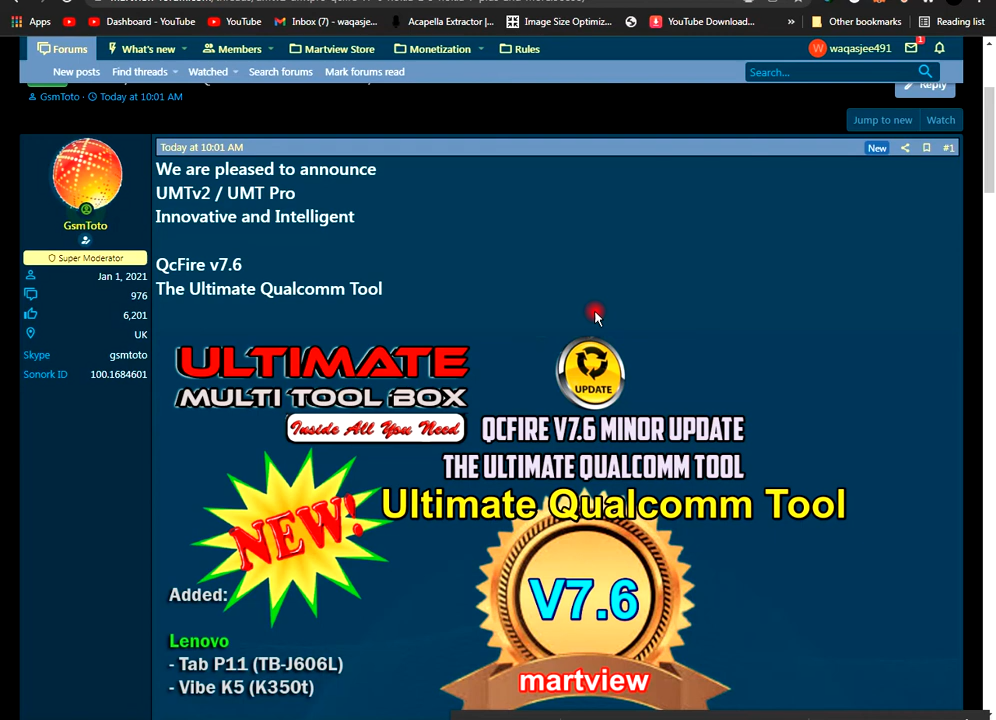 Apps
Dashboard - YouTube
YouTube
Inbox (7) - waqasje...
Acapella Extractor |...
Image Size Optimiz...
YouTube Download...
»
Other bookmarks
Reading list
Forums
What's new
Members
Martview Store
Monetization
Rules
waqasjee491
1
New posts
Find threads
Watched
Search forums
Mark forums read
Search...
GsmToto
Today at 10:01 AM
Reply
Jump to new
Watch
Today at 10:01 AM
New
#1
GsmToto
Super Moderator
Jan 1, 2021
976
6,201
UK
Skype gsmtoto
Sonork ID 100.1684601
We are pleased to announce
UMTv2 / UMT Pro
Innovative and Intelligent
QcFire v7.6
The Ultimate Qualcomm Tool
ULTIMATE
MULTI TOOL BOX
Inside All You Need
UPDATE
QCFIRE V7.6 MINOR UPDATE
THE ULTIMATE QUALCOMM TOOL
Ultimate Qualcomm Tool
NEW!
V7.6
martview
Added:
Lenovo
- Tab P11 (TB-J606L)
- Vibe K5 (K350t)